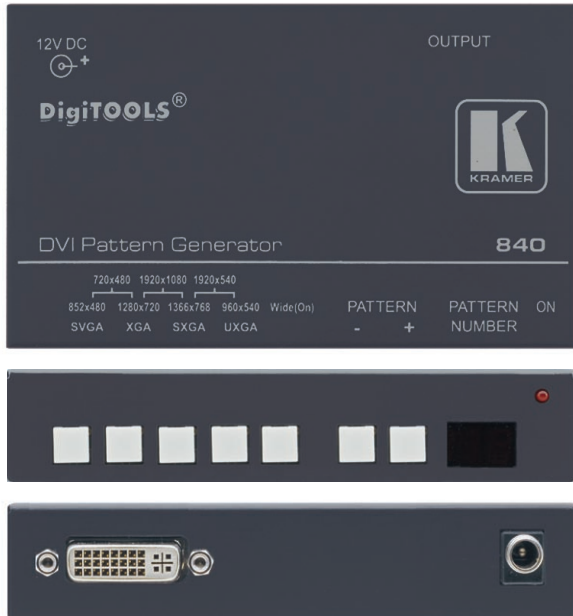 12V DC
OUTPUT
+
DigiTOOLS®
K
KRAMER
DVI Pattern Generator
840
720x480 1920x1080 1920x540
852x480 1280x720 1366x768 960x540 Wide(On)
SVGA XGA SXGA UXGA
PATTERN
- +
PATTERN
NUMBER
ON